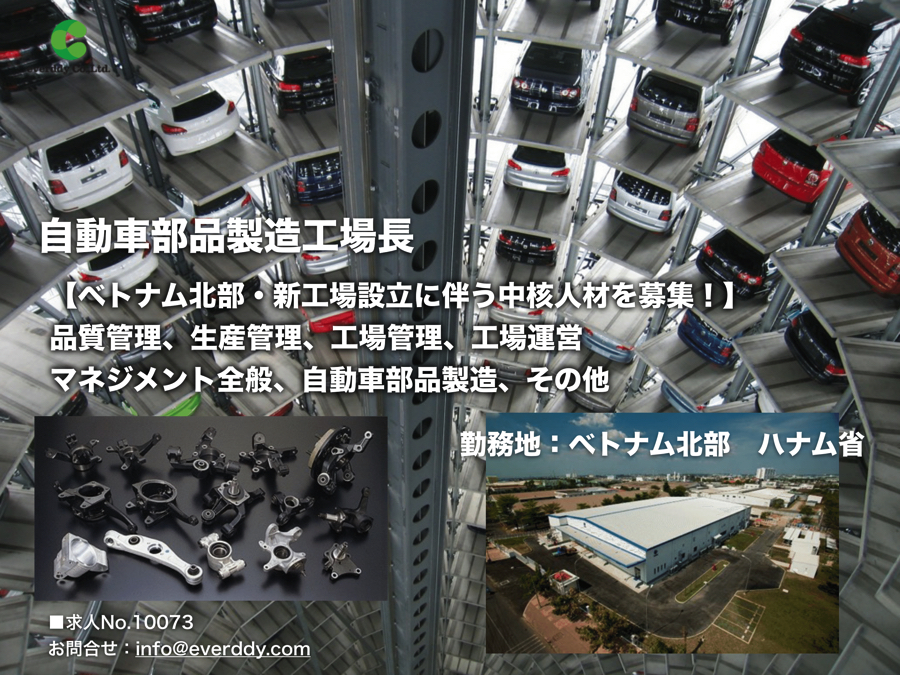 Everddy Co.,Ltd.
自動車部品製造工場長
【ベトナム北部・新工場設立に伴う中核人材を募集！】
品質管理、生産管理、工場管理、工場運営
マネジメント全般、自動車部品製造、その他
勤務地：ベトナム北部　ハナム省
■求人No.10073
お問合せ：info@everddy.com